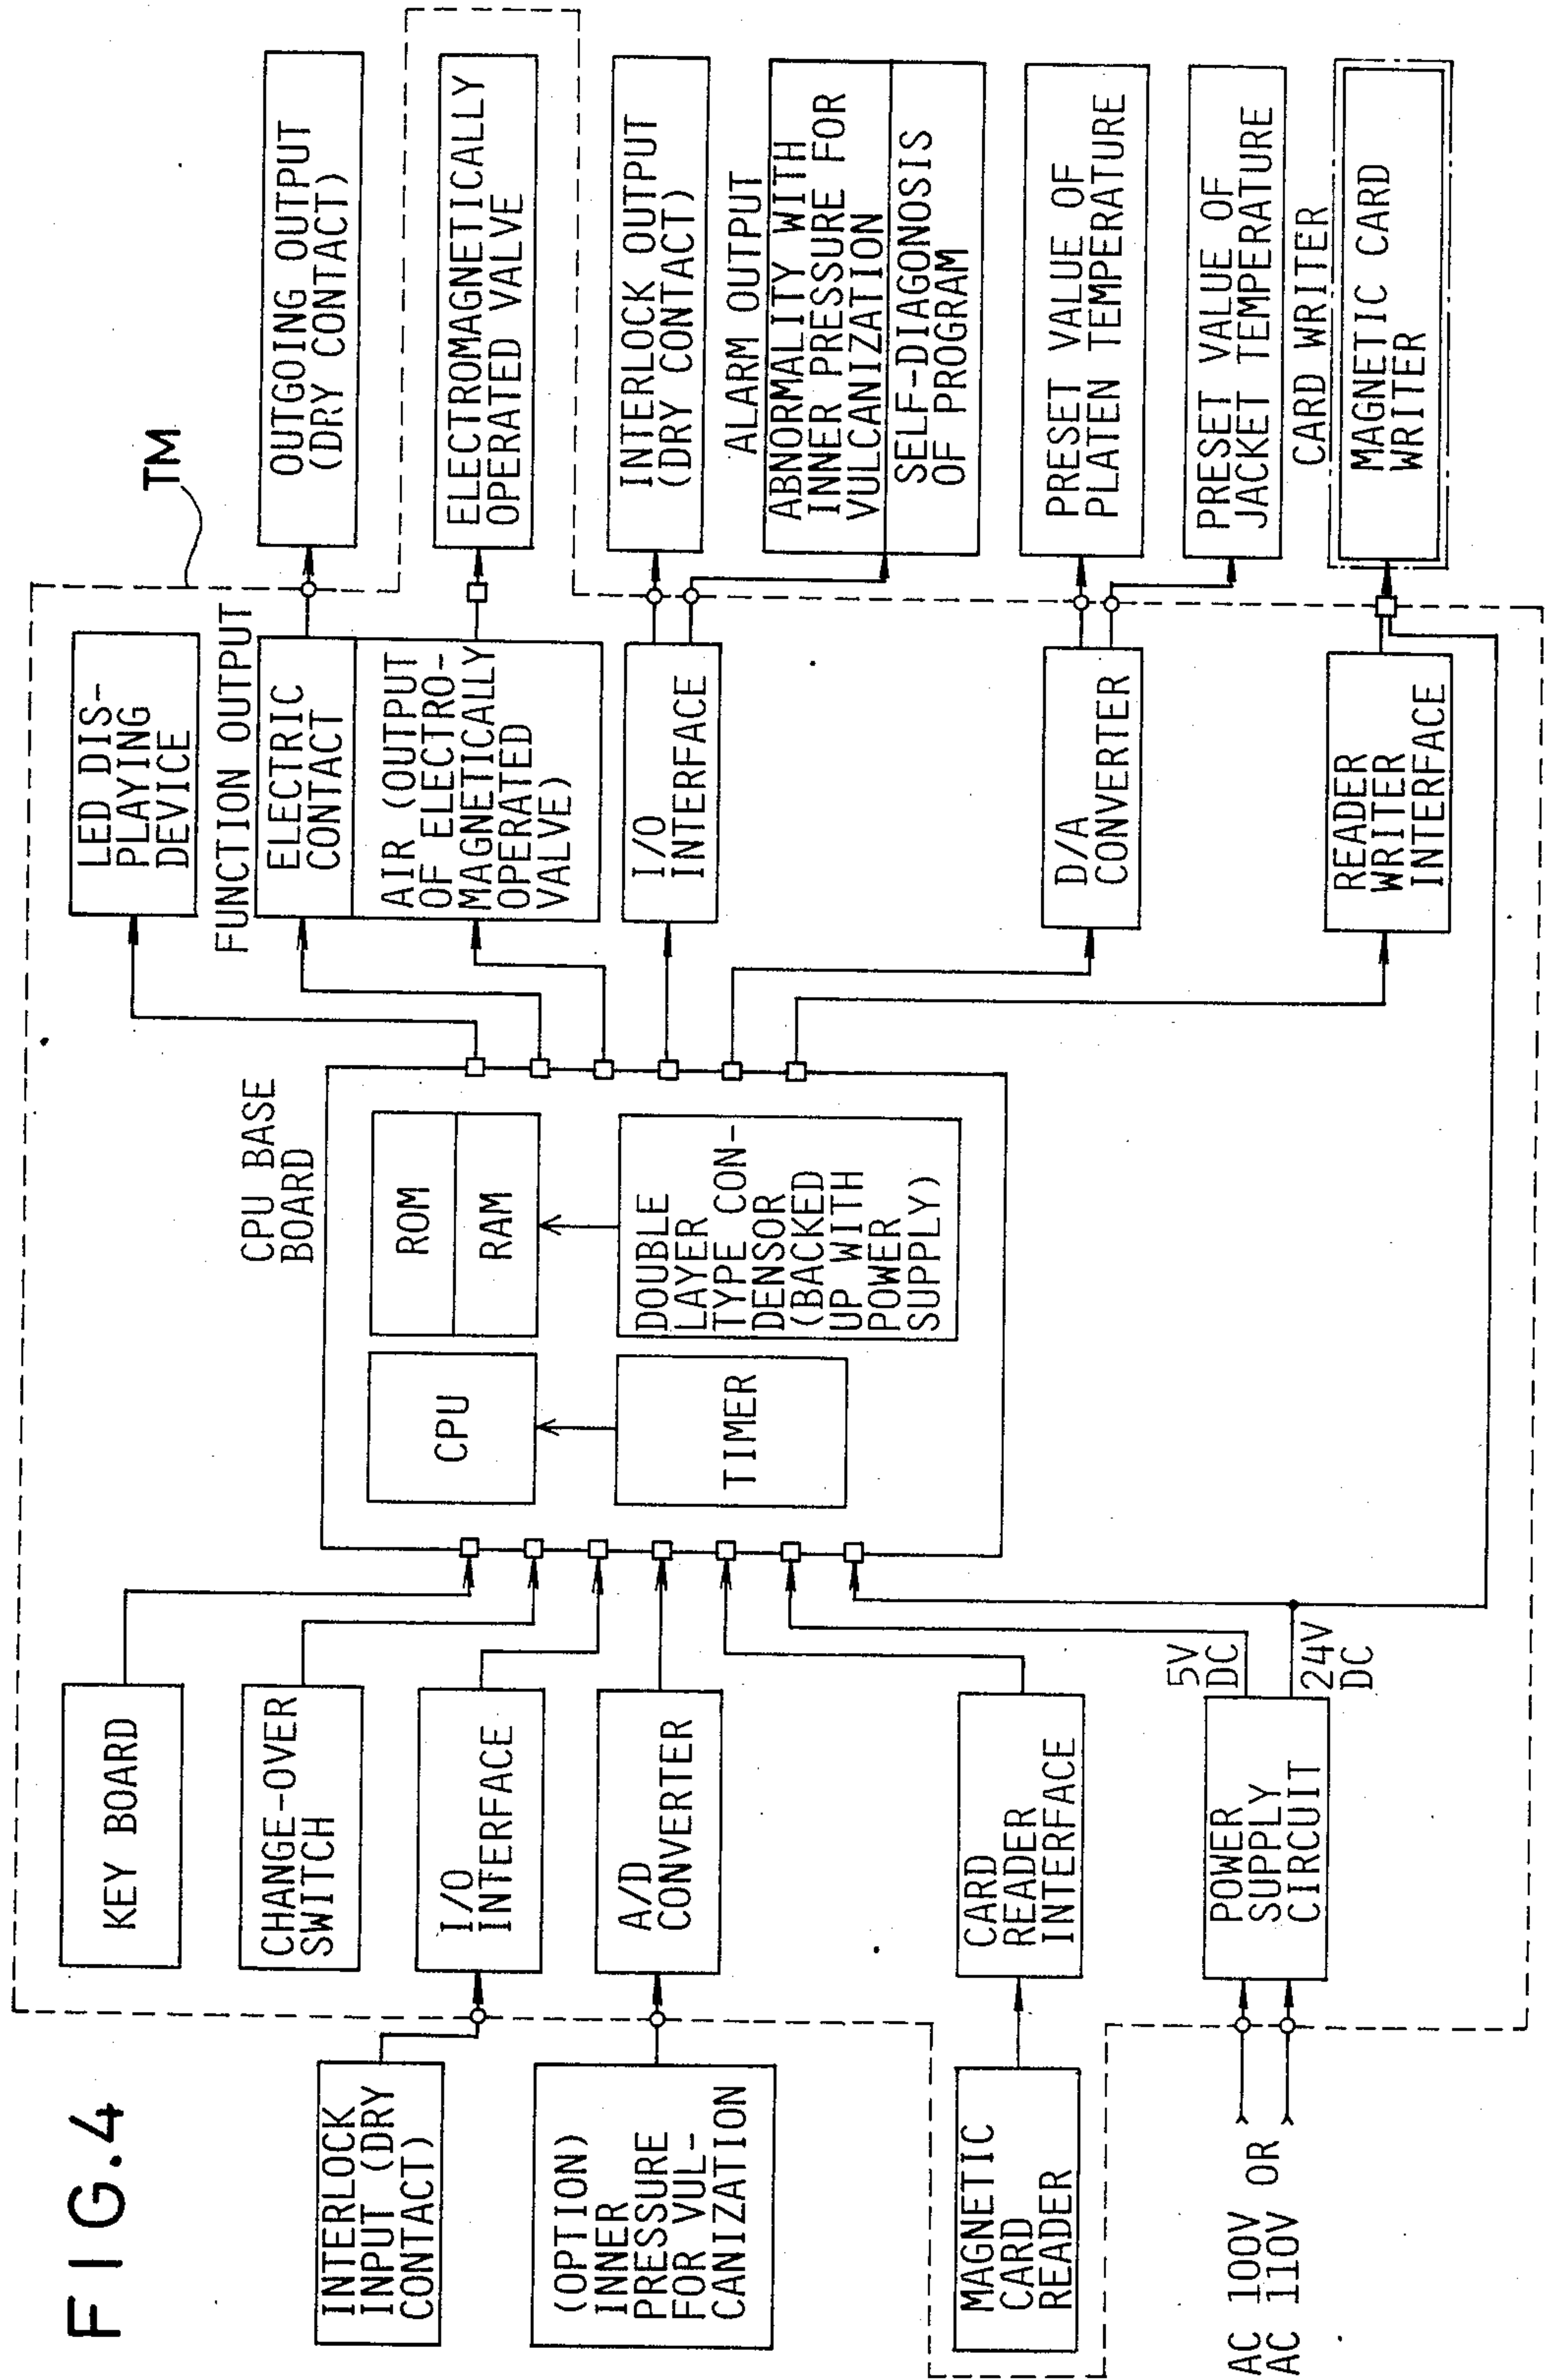 FIG.4
INTERLOCK
INPUT (DRY
CONTACT)
(OPTION)
INNER
PRESSURE
FOR VUL-
CANIZATION
MAGNETIC
CARD
READER
AC 100V OR
AC 110V
KEY BOARD
CHANGE-OVER
SWITCH
I/O
INTERFACE
A/D
CONVERTER
CARD
READER
INTERFACE
POWER
SUPPLY
CIRCUIT
5V
DC
24V
DC
CPU BASE
BOARD
CPU
ROM
RAM
TIMER
DOUBLE
LAYER
TYPE CON-
DENSOR
(BACKED
UP WITH
POWER
SUPPLY)
LED DIS-
PLAYING
DEVICE
FUNCTION OUTPUT
ELECTRIC
CONTACT
AIR (OUTPUT
OF ELECTRO-
MAGNETICALLY
OPERATED
VALVE)
I/O
INTERFACE
D/A
CONVERTER
READER
WRITER
INTERFACE
TM
OUTGOING OUTPUT
(DRY CONTACT)
ELECTROMAGNETICALLY
OPERATED VALVE
INTERLOCK OUTPUT
(DRY CONTACT)
ALARM OUTPUT
ABNORMALITY WITH
INNER PRESSURE FOR
VULCANIZATION
SELF-DIAGONOSIS
OF PROGRAM
PRESET VALUE OF
PLATEN TEMPERATURE
PRESET VALUE OF
JACKET TEMPERATURE
CARD WRITER
MAGNETIC CARD
WRITER